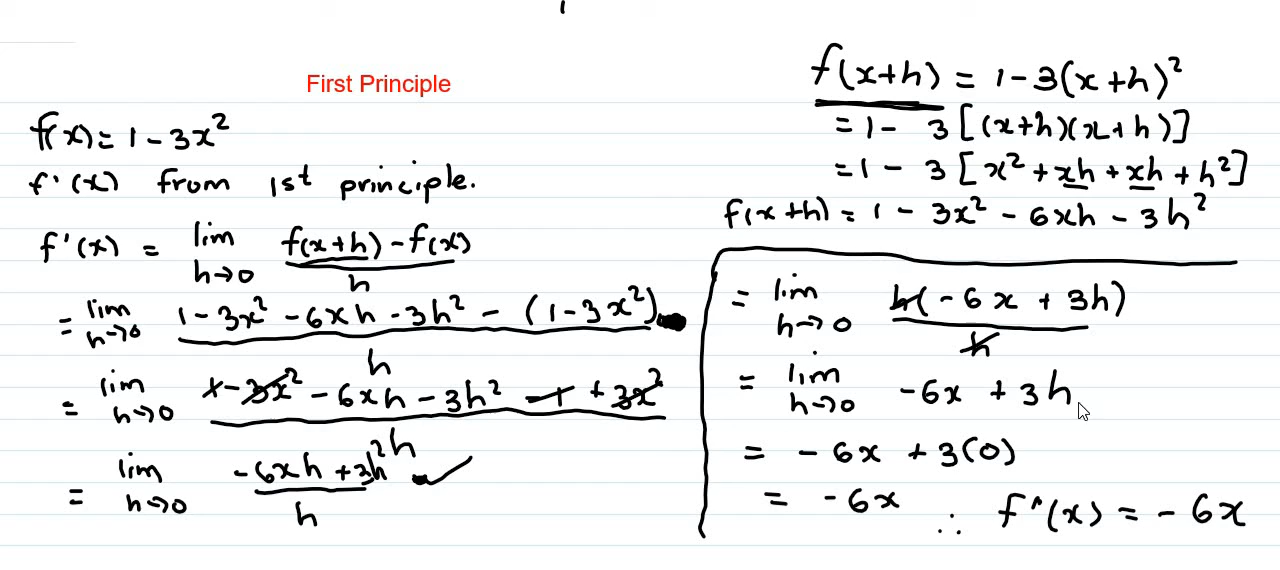 First Principle
f(x) = 1 - 3x²
f'(x) from 1st principle.
f'(x) = lim h→0 (f(x+h) - f(x))/h
= lim h→0 (1 - 3x² - 6xh - 3h² - (1 - 3x²))/h
= lim h→0 (1 - 3x² - 6xh - 3h² - 1 + 3x²)/h
= lim h→0 (-6xh + 3h²)/h
f(x+h) = 1 - 3(x+h)²
= 1 - 3[(x+h)(x+h)]
= 1 - 3[x² + xh + xh + h²]
f(x+h) = 1 - 3x² - 6xh - 3h²
= lim h→0 h(-6x + 3h)/h
= lim h→0 -6x + 3h
= -6x + 3(0)
= -6x
∴ f'(x) = -6x